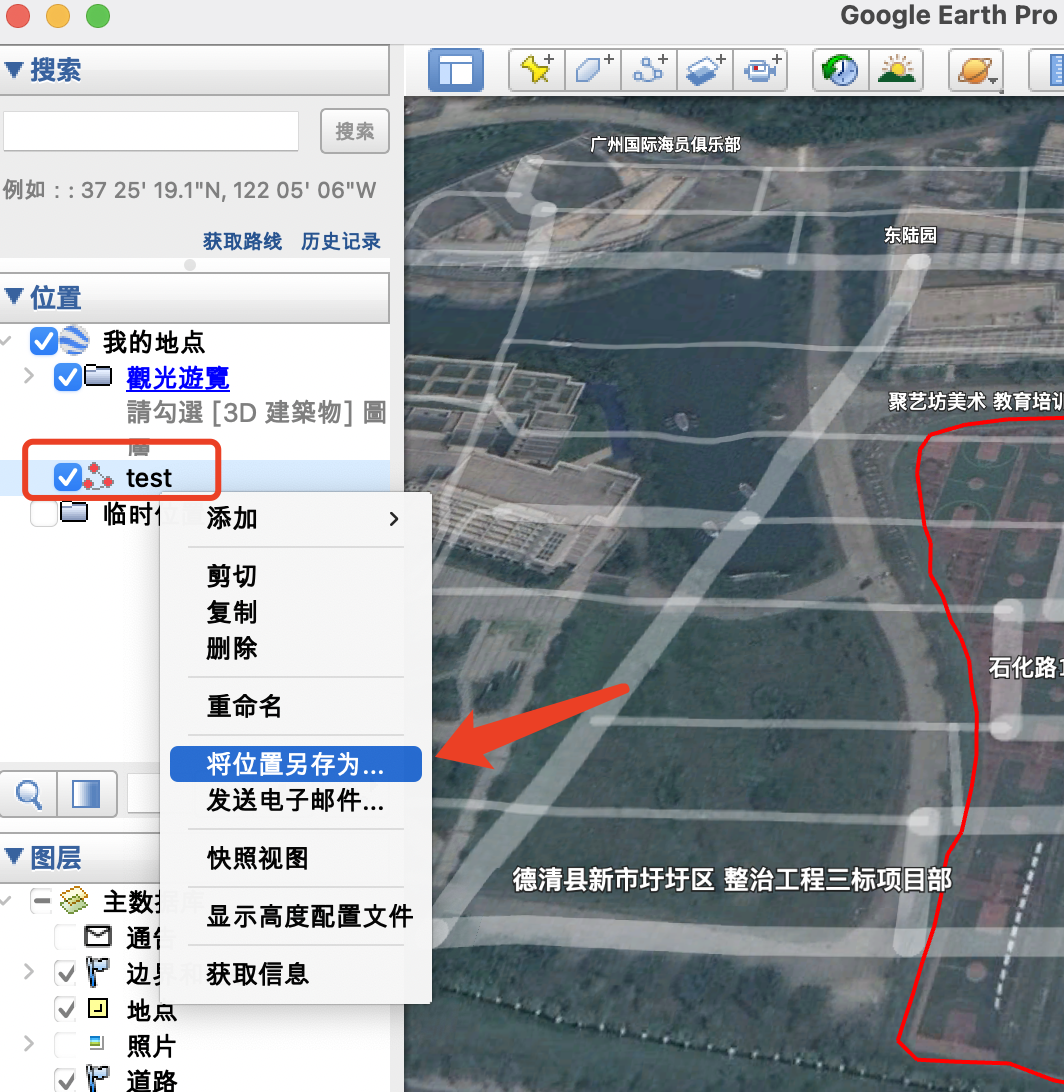 Google Earth Pro
搜索
搜索
例如 : : 37 25' 19.1"N, 122 05' 06"W
获取路线 历史记录
位置
我的地点
觀光遊覽
請勾選 [3D 建築物] 圖
層
test
临时
添加
剪切
复制
删除
重命名
将位置另存为...
发送电子邮件...
快照视图
显示高度配置文件
获取信息
图层
主数据库
通告
边界和
地点
照片
道路
广州国际海员俱乐部
东陆园
聚艺坊美术 教育培训
石化路
德清县新市圩圩区 整治工程三标项目部